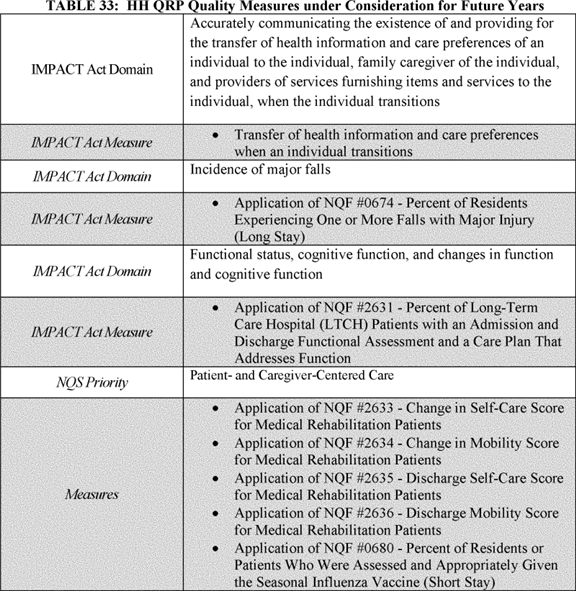 TABLE 33: HH QRP Quality Measures under Consideration for Future Years
IMPACT Act Domain
Accurately communicating the existence of and providing for
the transfer of health information and care preferences of an
individual to the individual, family caregiver of the individual,
and providers of services furnishing items and services to the
individual, when the individual transitions
IMPACT Act Measure
• Transfer of health information and care preferences
when an individual transitions
IMPACT Act Domain
Incidence of major falls
IMPACT Act Measure
• Application of NQF #0674 - Percent of Residents
Experiencing One or More Falls with Major Injury
(Long Stay)
IMPACT Act Domain
Functional status, cognitive function, and changes in function
and cognitive function
IMPACT Act Measure
• Application of NQF #2631 - Percent of Long-Term
Care Hospital (LTCH) Patients with an Admission and
Discharge Functional Assessment and a Care Plan That
Addresses Function
NQS Priority
Patient- and Caregiver-Centered Care
Measures
• Application of NQF #2633 - Change in Self-Care Score
for Medical Rehabilitation Patients
• Application of NQF #2634 - Change in Mobility Score
for Medical Rehabilitation Patients
• Application of NQF #2635 - Discharge Self-Care Score
for Medical Rehabilitation Patients
• Application of NQF #2636 - Discharge Mobility Score
for Medical Rehabilitation Patients
• Application of NQF #0680 - Percent of Residents or
Patients Who Were Assessed and Appropriately Given
the Seasonal Influenza Vaccine (Short Stay)